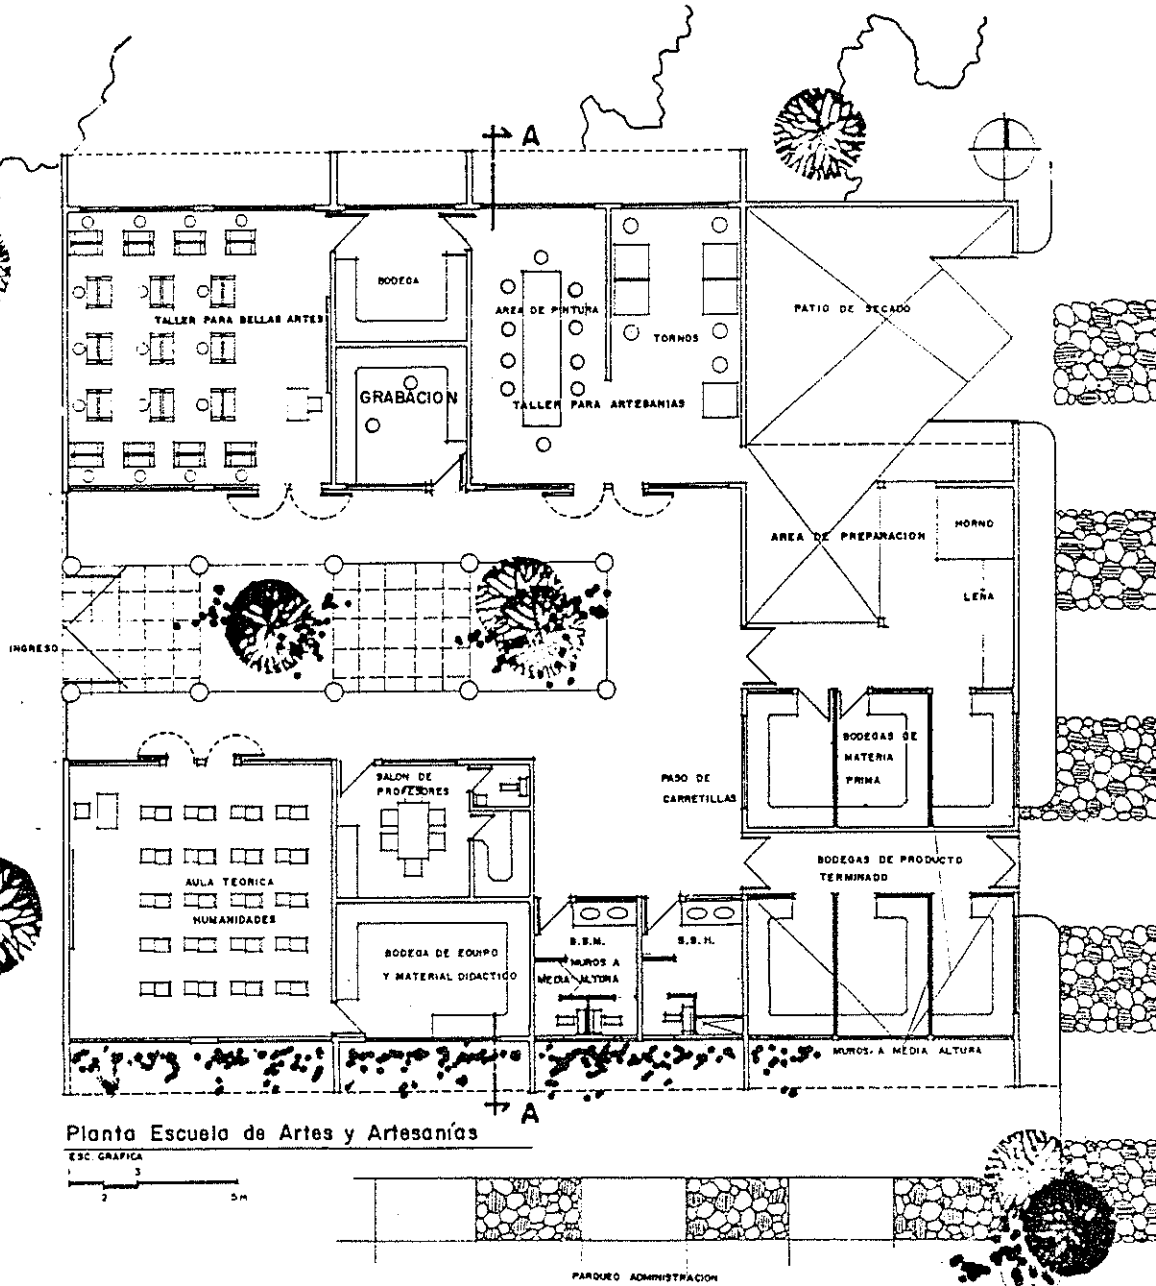 A
BODEGA
AREA DE PINTURA
PATIO DE SECADO
TALLER PARA BELLAS ARTES
TORNOS
GRABACION
TALLER PARA ARTESANIAS
HORNO
AREA DE PREPARACION
LEÑA
INGRESO
BODEGAS DE
MATERIA
PRIMA
SALON DE
PROFESORES
PASO DE
CARRETILLAS
BODEGAS DE PRODUCTO
TERMINADO
AULA TEORICA
HUMANIDADES
BODEGA DE EQUIPO
Y MATERIAL DIDACTICO
S.S.M.
S.S.H.
MUROS A
MEDIA ALTURA
MUROS A MEDIA ALTURA
A
Planta Escuela de Artes y Artesanías
ESC. GRAFICA
1 3
2 5M
PARQUEO ADMINISTRACION